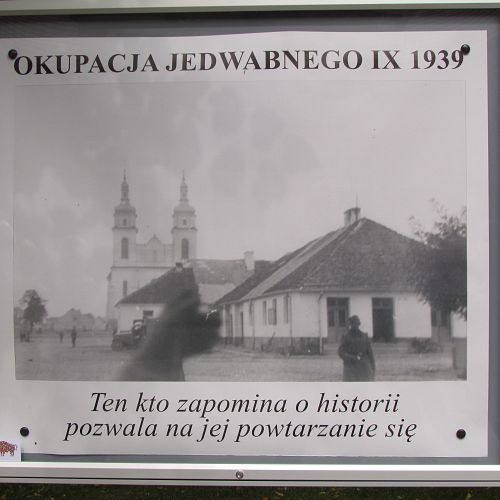 OKUPACJA JEDWABNEGO IX 1939
Ten kto zapomina o historii
pozwala na jej powtarzanie się